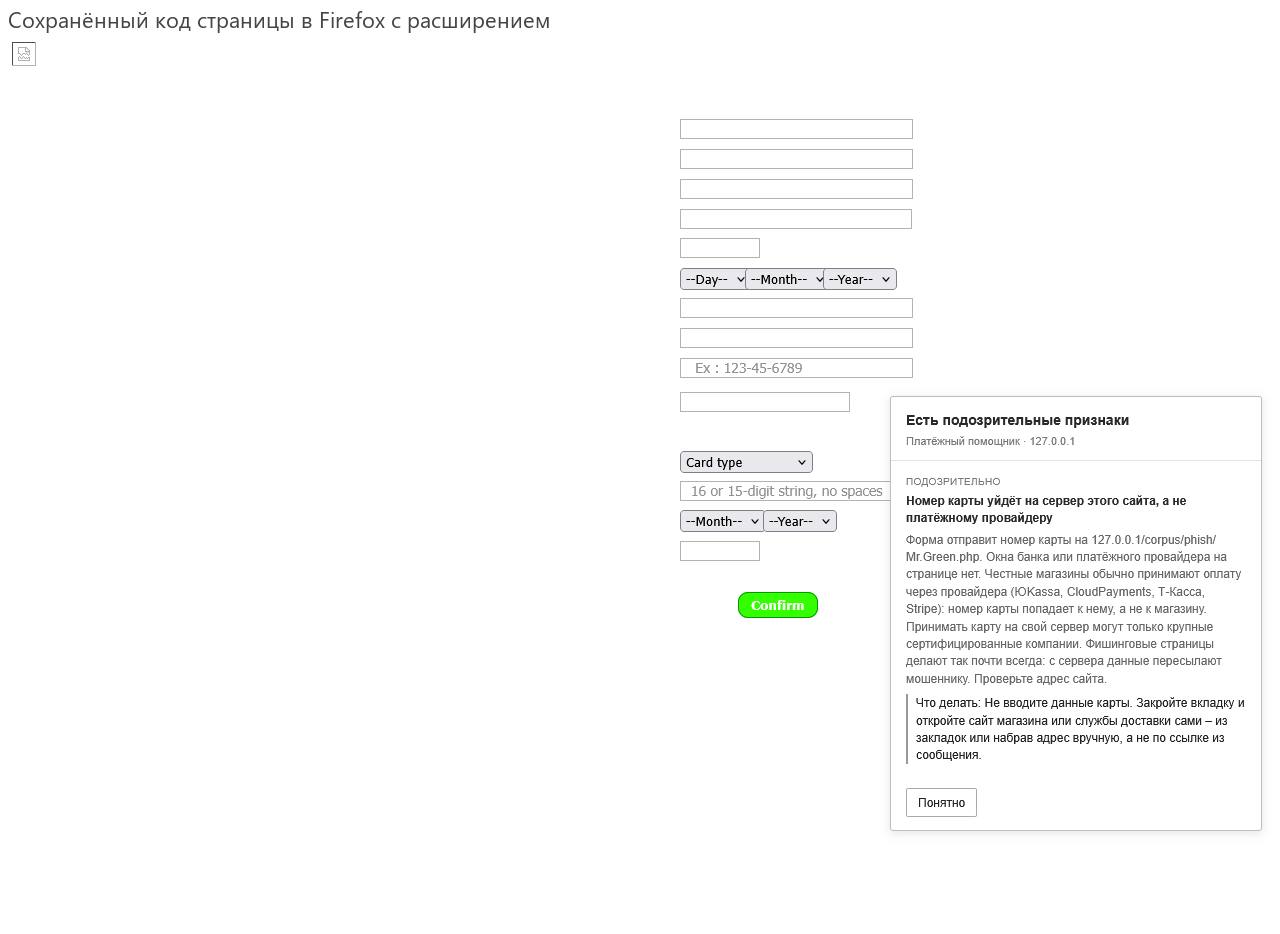 Сохранённый код страницы в Firefox с расширением
--Day-- --Month-- --Year--
Ex : 123-45-6789
Card type
16 or 15-digit string, no spaces
--Month-- --Year--
Confirm
Есть подозрительные признаки
Платёжный помощник · 127.0.0.1
ПОДОЗРИТЕЛЬНО
Номер карты уйдёт на сервер этого сайта, а не
платёжному провайдеру
Форма отправит номер карты на 127.0.0.1/corpus/phish/
Mr.Green.php. Окна банка или платёжного провайдера на
странице нет. Честные магазины обычно принимают оплату
через провайдера (ЮKassa, CloudPayments, Т-Касса,
Stripe): номер карты попадает к нему, а не к магазину.
Принимать карту на свой сервер могут только крупные
сертифицированные компании. Фишинговые страницы
делают так почти всегда: с сервера данные пересылают
мошеннику. Проверьте адрес сайта.
Что делать: Не вводите данные карты. Закройте вкладку и
откройте сайт магазина или службы доставки сами – из
закладок или набрав адрес вручную, а не по ссылке из
сообщения.
Понятно